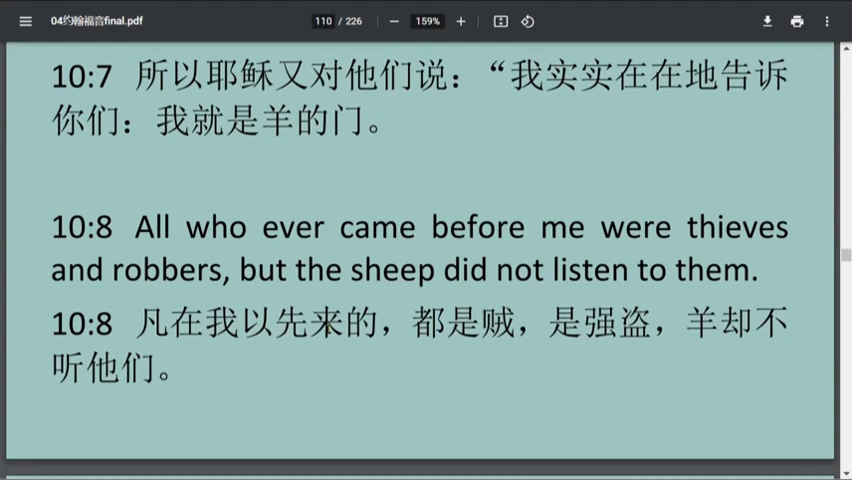 04约翰福音final.pdf
110 / 226
159%
10:7 所以耶稣又对他们说：“我实实在在地告诉
你们：我就是羊的门。
10:8 All who ever came before me were thieves
and robbers, but the sheep did not listen to them.
10:8 凡在我以先来的，都是贼，是强盗，羊却不
听他们。